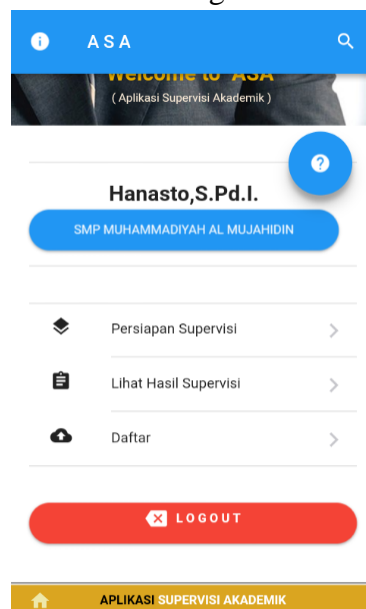 ASA
Welcome to "ASA"
( Aplikasi Supervisi Akademik )
Hanasto,S.Pd.I.
SMP MUHAMMADIYAH AL MUJAHIDIN
Persiapan Supervisi
Lihat Hasil Supervisi
Daftar
LOGOUT
APLIKASI SUPERVISI AKADEMIK